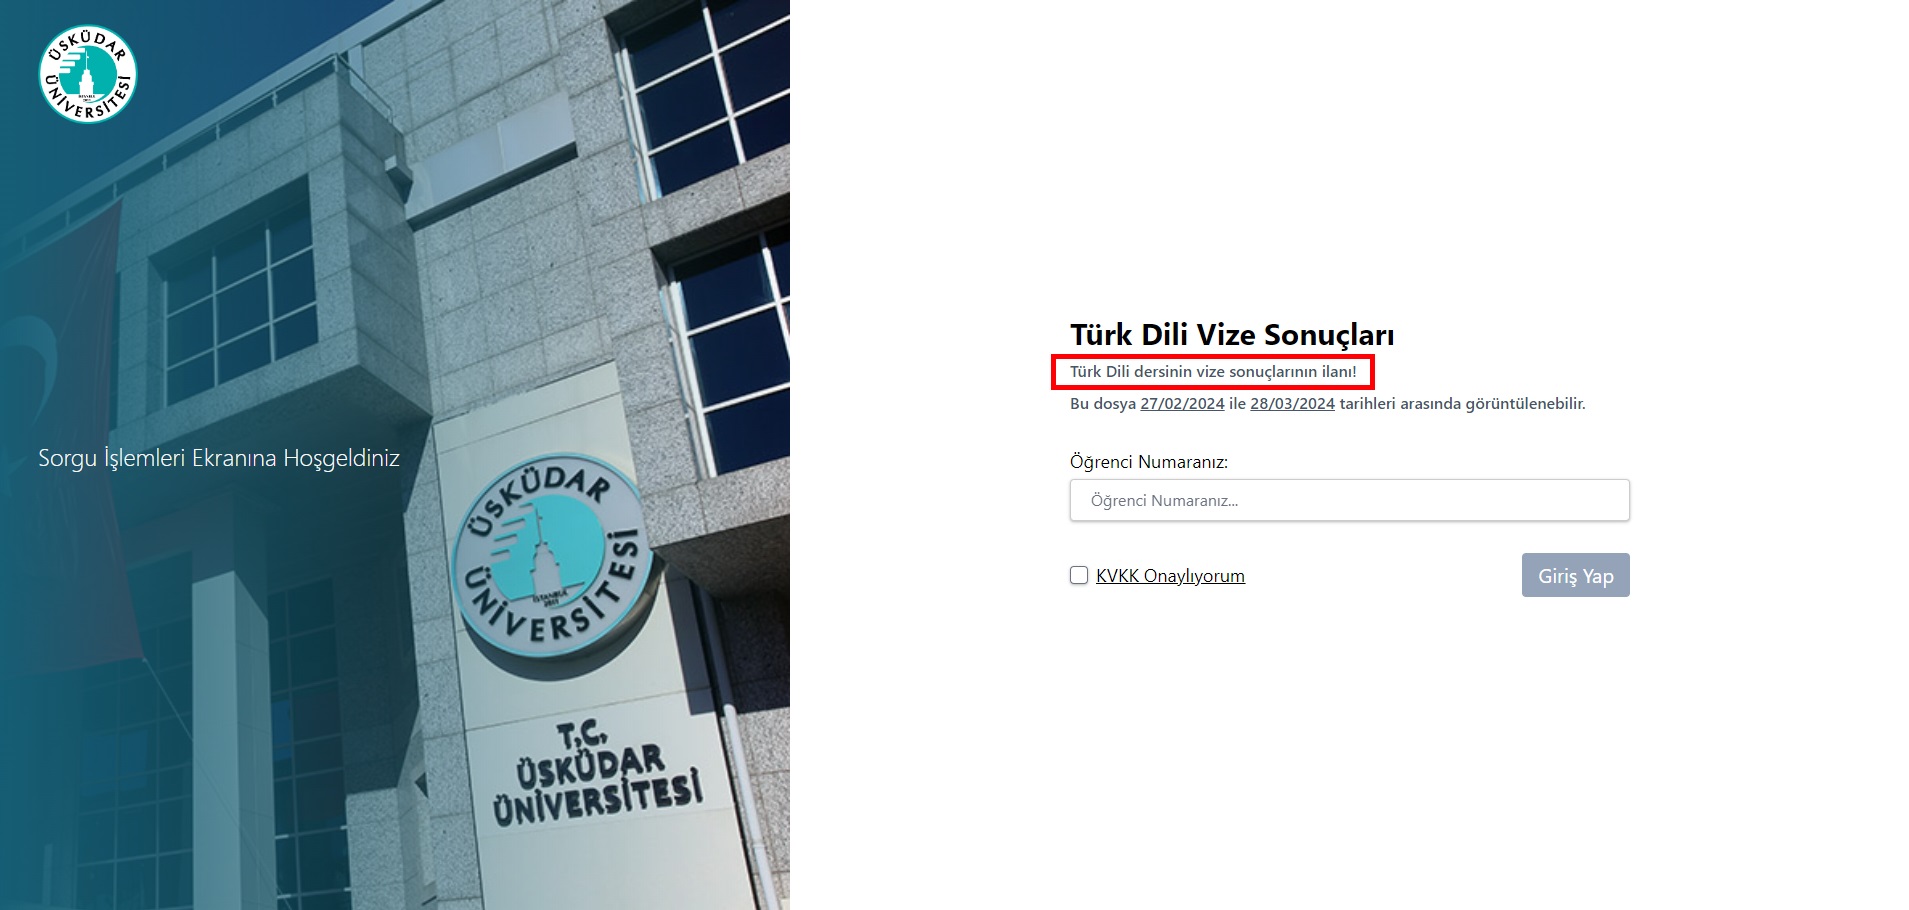 ÜSKÜDAR
ÜNİVERSİTESİ
İSTANBUL
2011
Sorgu İşlemleri Ekranına Hoşgeldiniz
ÜSKÜDAR
ÜNİVERSİTESİ
İSTANBUL
2011
T.C.
ÜSKÜDAR
ÜNİVERSİTESİ
Türk Dili Vize Sonuçları
Türk Dili dersinin vize sonuçlarının ilanı!
Bu dosya 27/02/2024 ile 28/03/2024 tarihleri arasında görüntülenebilir.
Öğrenci Numaranız:
Öğrenci Numaranız...
KVKK Onaylıyorum
Giriş Yap